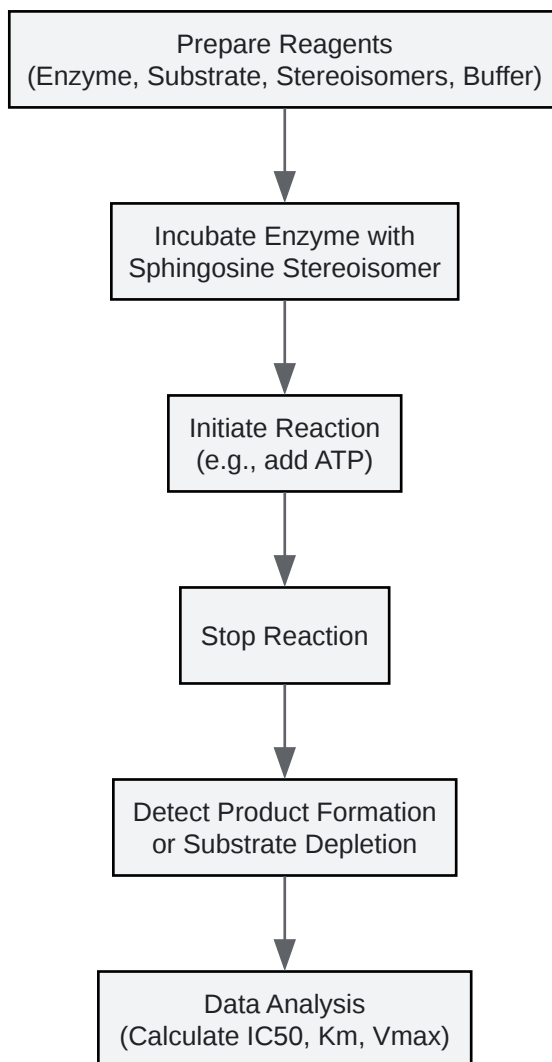 Prepare Reagents
(Enzyme, Substrate, Stereoisomers, Buffer)
Incubate Enzyme with
Sphingosine Stereoisomer
Initiate Reaction
(e.g., add ATP)
Stop Reaction
Detect Product Formation
or Substrate Depletion
Data Analysis
(Calculate IC50, Km, Vmax)